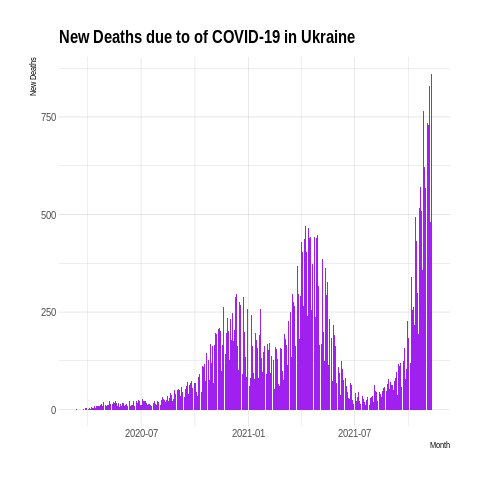 New Deaths due to of COVID-19 in Ukraine
New Deaths
750
500
250
0
2020-07
2021-01
2021-07
Month